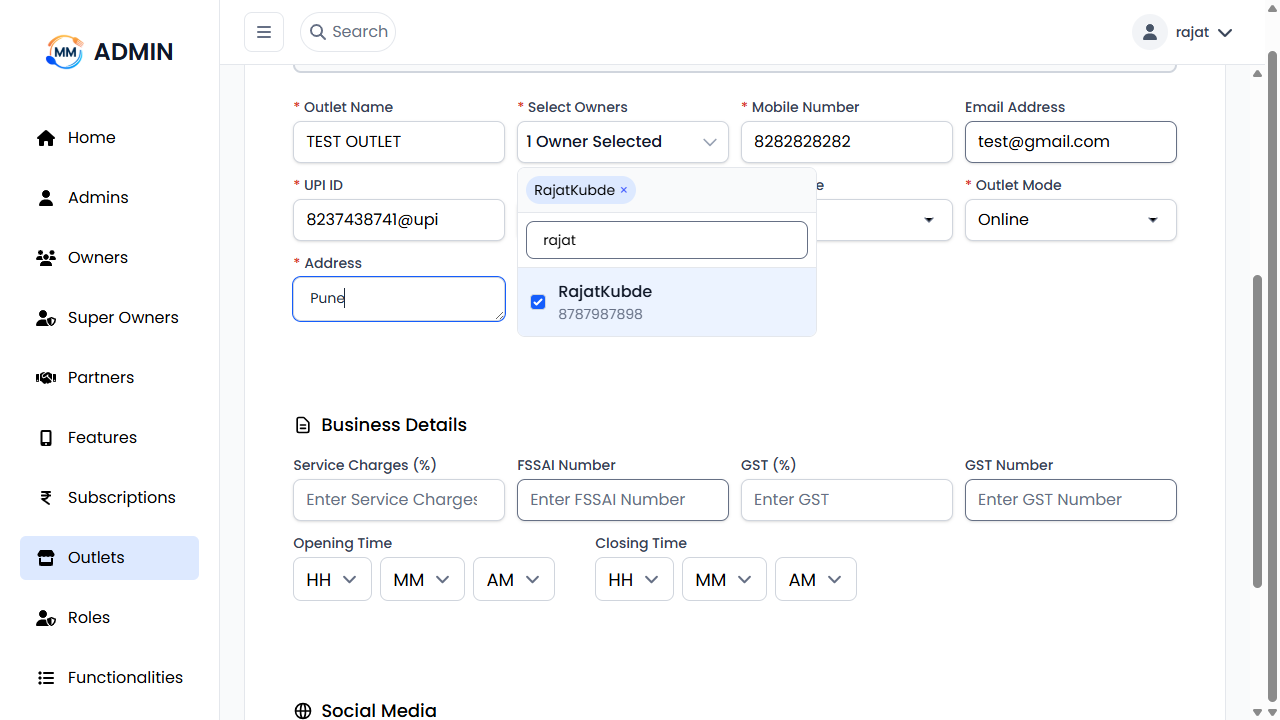 MM ADMIN
Search
rajat
Home
Admins
Owners
Super Owners
Partners
Features
Subscriptions
Outlets
Roles
Functionalities
* Outlet Name
* Select Owners
* Mobile Number
Email Address
TEST OUTLET
1 Owner Selected
8282828282
test@gmail.com
* UPI ID
e
* Outlet Mode
8237438741@upi
Online
RajatKubde ×
rajat
RajatKubde
8787987898
* Address
Pune
Business Details
Service Charges (%)
FSSAI Number
GST (%)
GST Number
Enter Service Charges
Enter FSSAI Number
Enter GST
Enter GST Number
Opening Time
Closing Time
HH MM AM
HH MM AM
Social Media